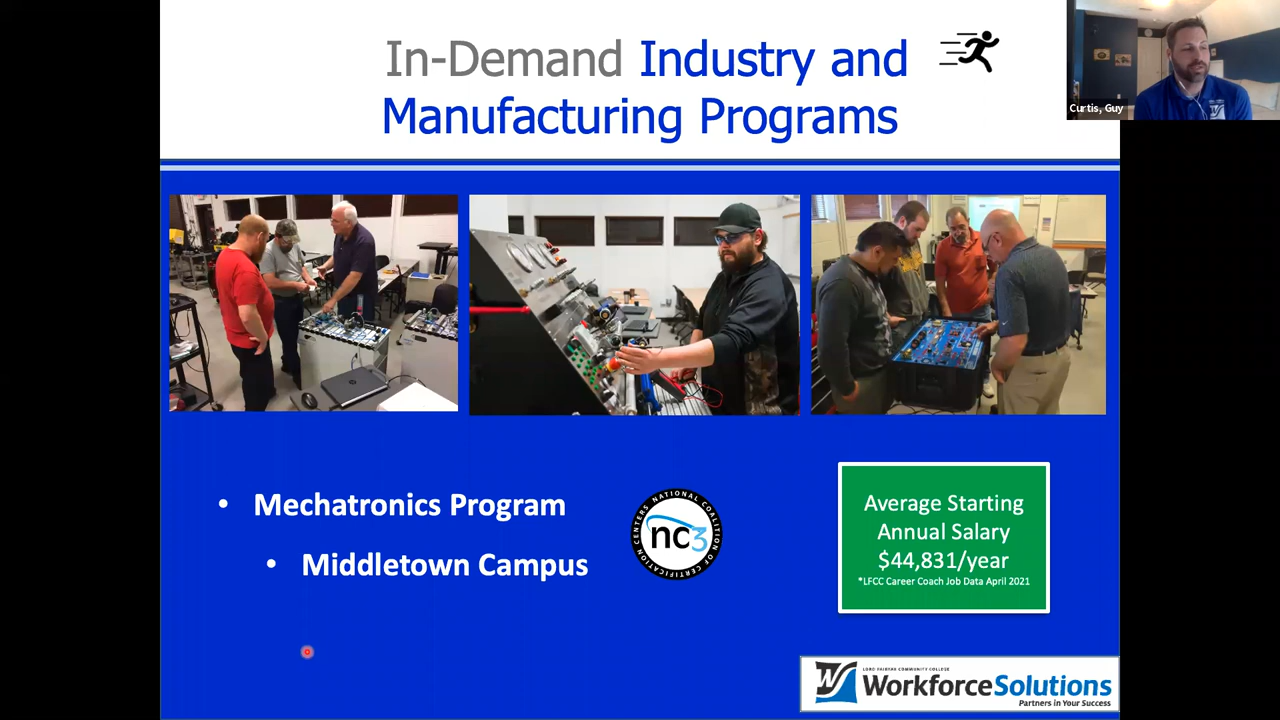 In-Demand Industry and
Manufacturing Programs
Curtis, Guy
• Mechatronics Program
• Middletown Campus
NATIONAL COALITION OF CERTIFICATION CENTERS
nc3
Average Starting
Annual Salary
$44,831/year
*LFCC Career Coach Job Data April 2021
LORD FAIRFAX COMMUNITY COLLEGE
WorkforceSolutions
Partners in Your Success